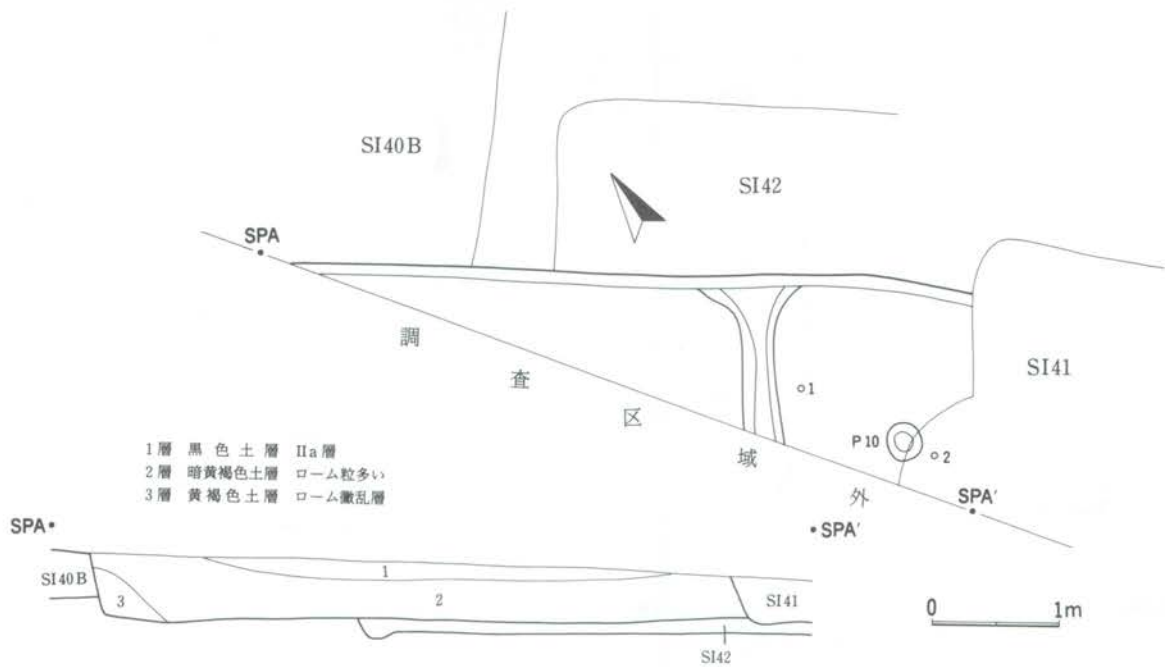 SI40B
SI42
SPA
調査区域外
SI41
1
P10
2
SPA′
1層 黒色土層 IIa層
2層 暗黄褐色土層 ローム粒多い
3層 黄褐色土層 ローム攪乱層
SPA
SPA′
SI40B
1
3
2
SI41
SI42
0 1m